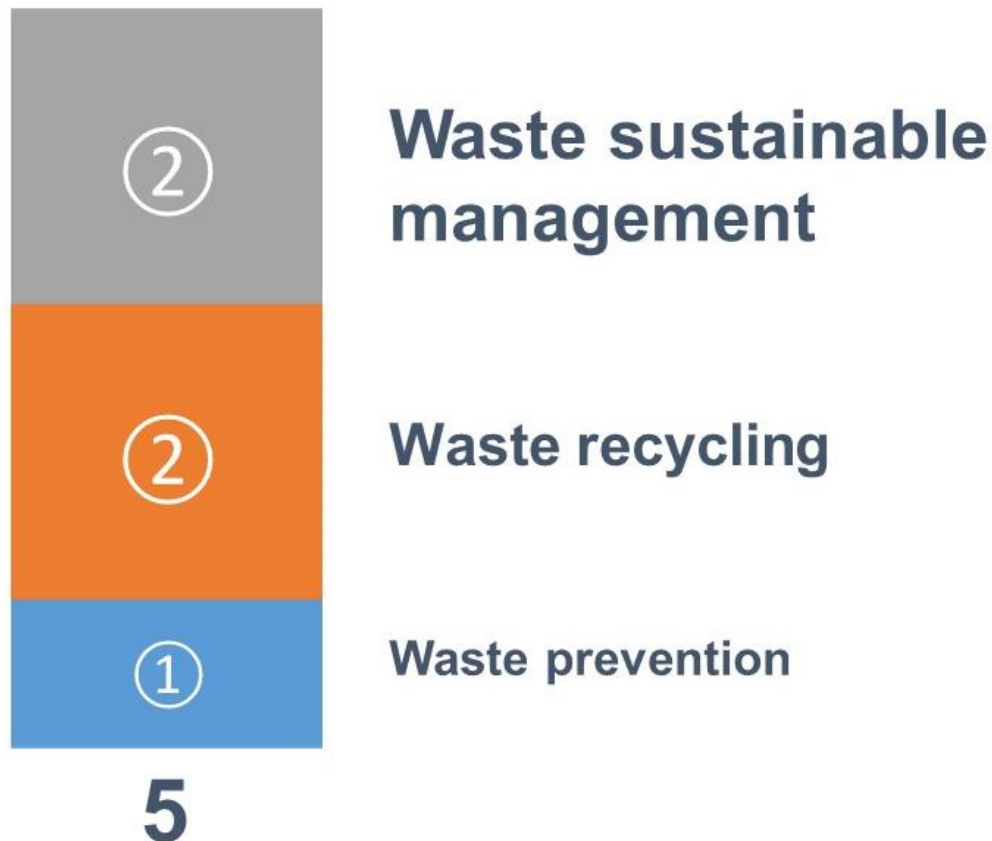 ②
Waste sustainable
management
②
Waste recycling
①
Waste prevention
5